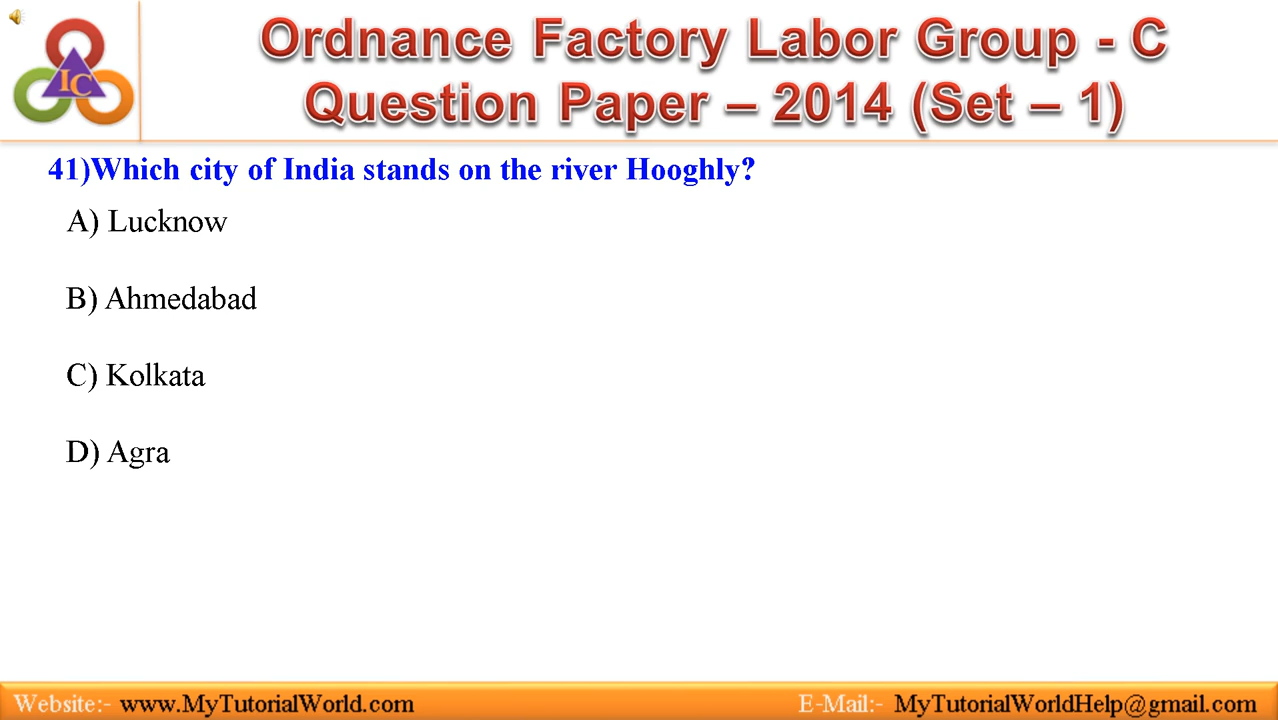 IC
Ordnance Factory Labor Group - C
Question Paper – 2014 (Set – 1)
41)Which city of India stands on the river Hooghly?
A) Lucknow
B) Ahmedabad
C) Kolkata
D) Agra
Website:- www.MyTutorialWorld.com
E-Mail:- MyTutorialWorldHelp@gmail.com